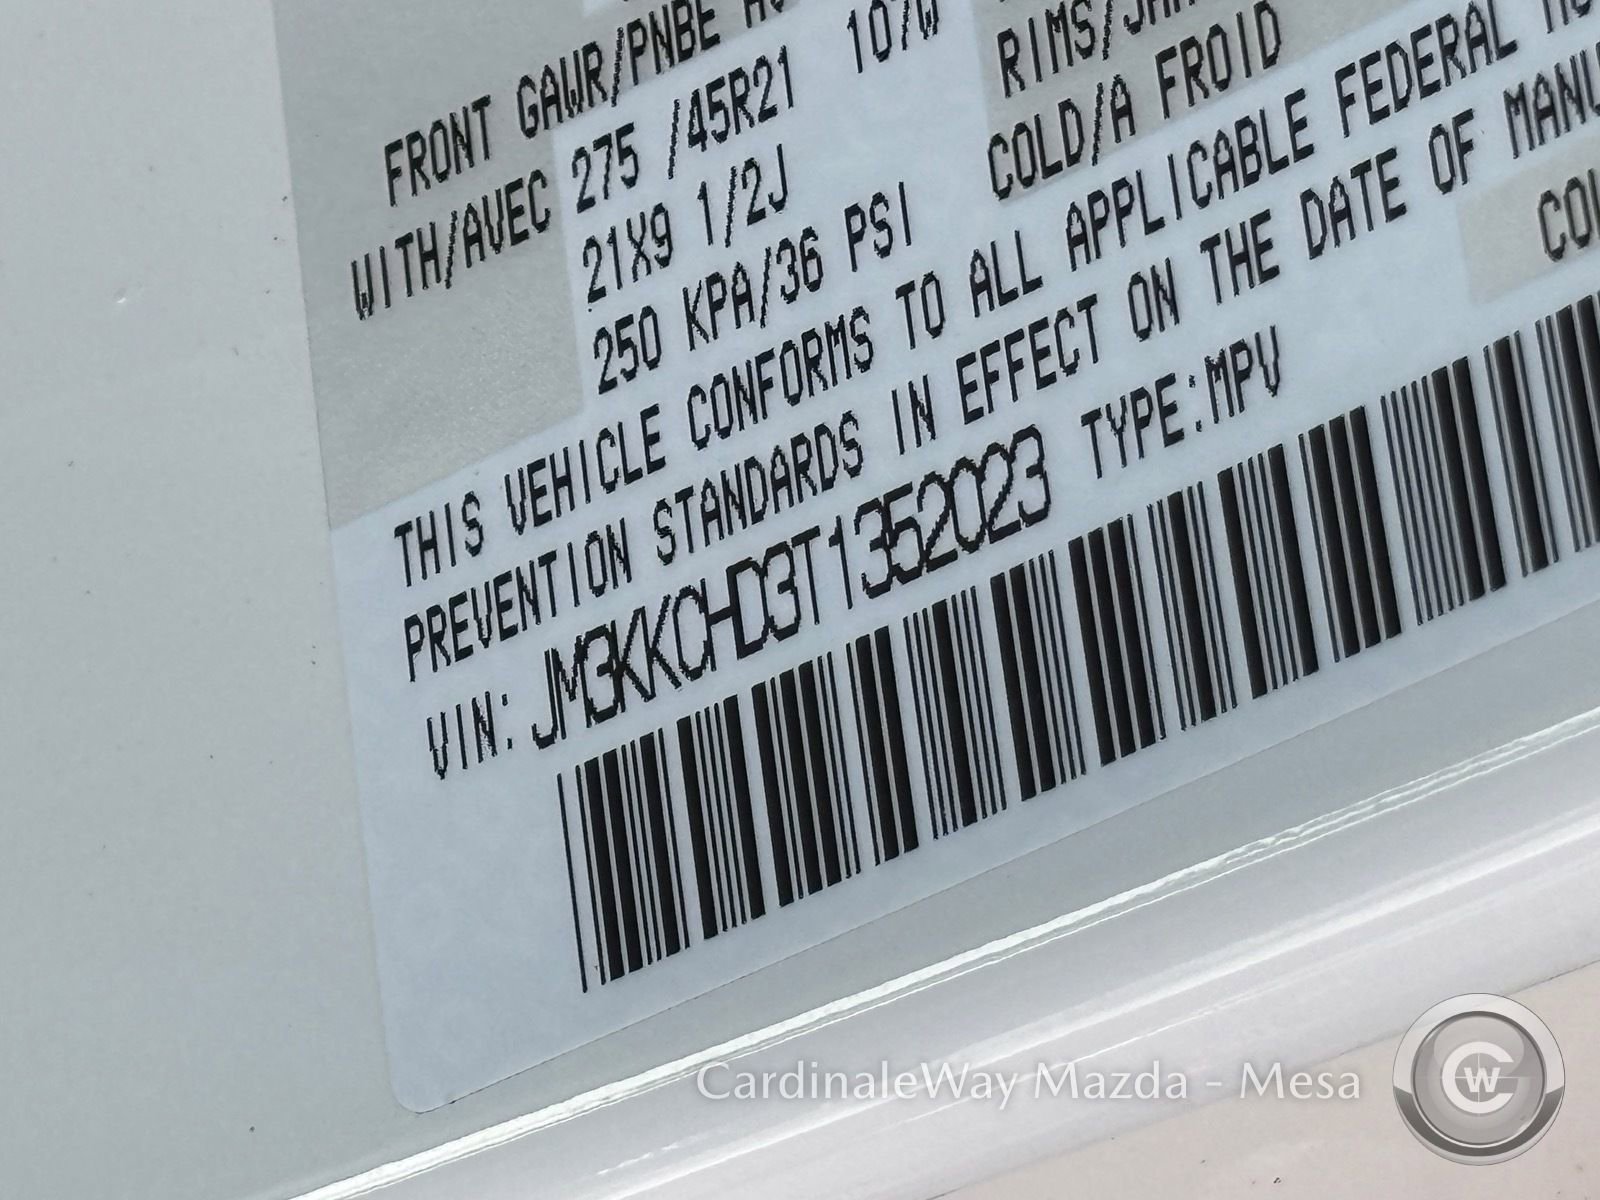 FRONT GAWR/PNBE
WITH/AVEC 275 /45R21 107W
21X9 1/2J
250 KPA/36 PSI
RIMS/
COLD/A FROID
THIS VEHICLE CONFORMS TO ALL APPLICABLE FEDERAL
PREVENTION STANDARDS IN EFFECT ON THE DATE OF
VIN: JM3KKCHD3T1352023 TYPE:MPV
CardinaleWay Mazda - Mesa
CW